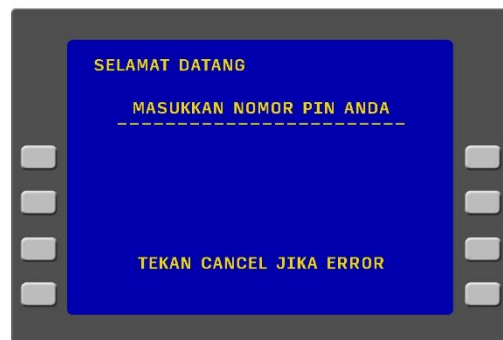 SELAMAT DATANG
MASUKKAN NOMOR PIN ANDA
TEKAN CANCEL JIKA ERROR